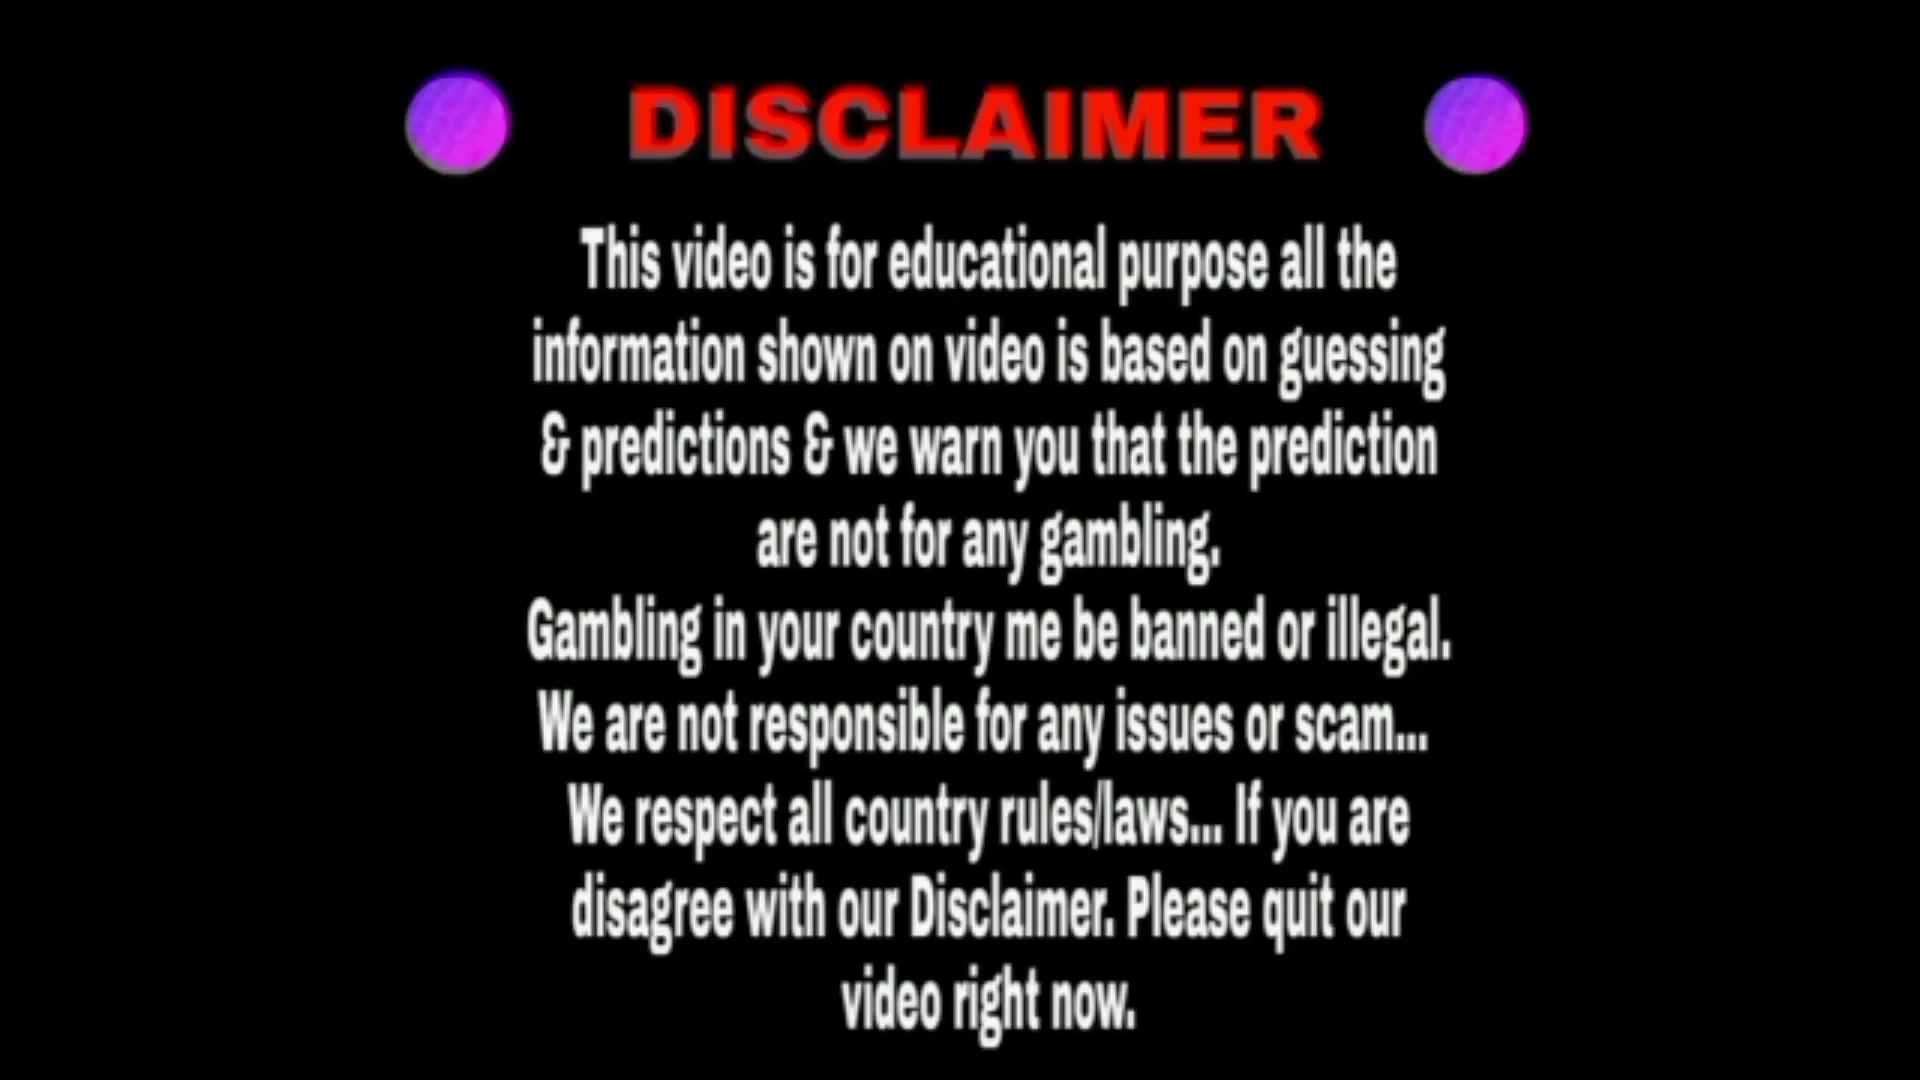 DISCLAIMER
This video is for educational purpose all the
information shown on video is based on guessing
& predictions & we warn you that the prediction
are not for any gambling.
Gambling in your country me be banned or illegal.
We are not responsible for any issues or scam...
We respect all country rules/laws... If you are
disagree with our Disclaimer. Please quit our
video right now.